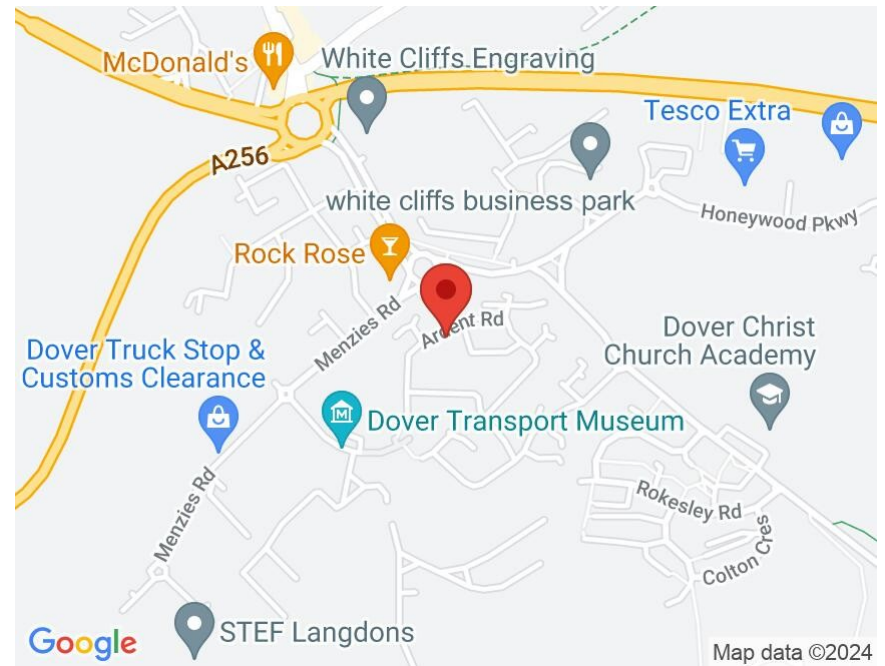 McDonald's
White Cliffs Engraving
A256
Tesco Extra
white cliffs business park
Honeywood Pkwy
Rock Rose
Menzies Rd
Ardent Rd
Dover Truck Stop &
Customs Clearance
Dover Christ
Church Academy
Dover Transport Museum
Menzies Rd
Rokesley Rd
Colton Cres
STEF Langdons
Google
Map data ©2024